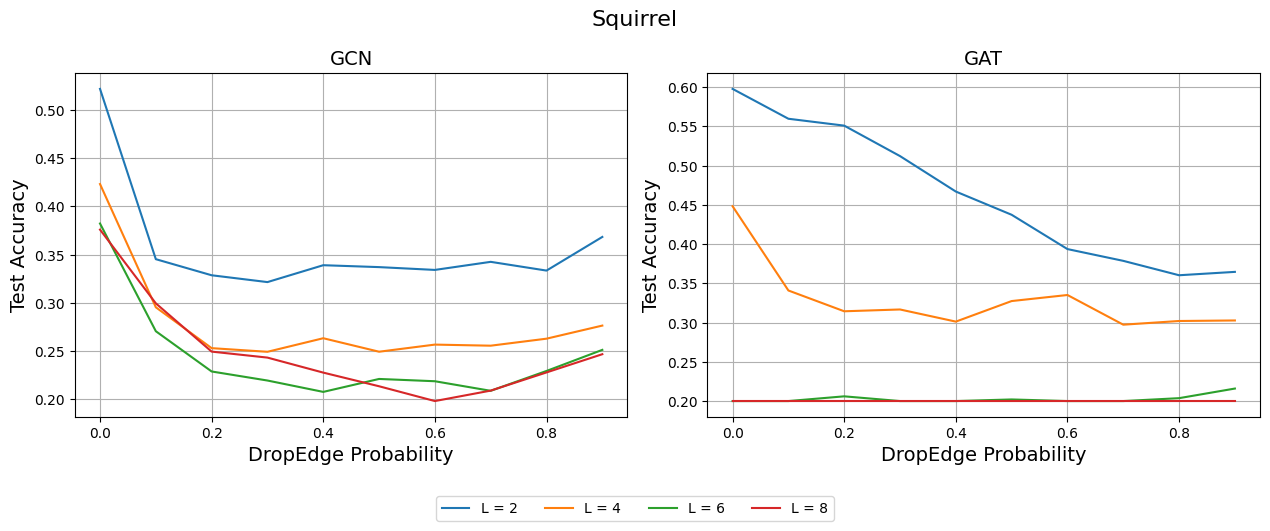 Squirrel
GCN
Test Accuracy
0.50
0.45
0.40
0.35
0.30
0.25
0.20
0.0 0.2 0.4 0.6 0.8
DropEdge Probability
GAT
Test Accuracy
0.60
0.55
0.50
0.45
0.40
0.35
0.30
0.25
0.20
0.0 0.2 0.4 0.6 0.8
DropEdge Probability
L = 2 L = 4 L = 6 L = 8